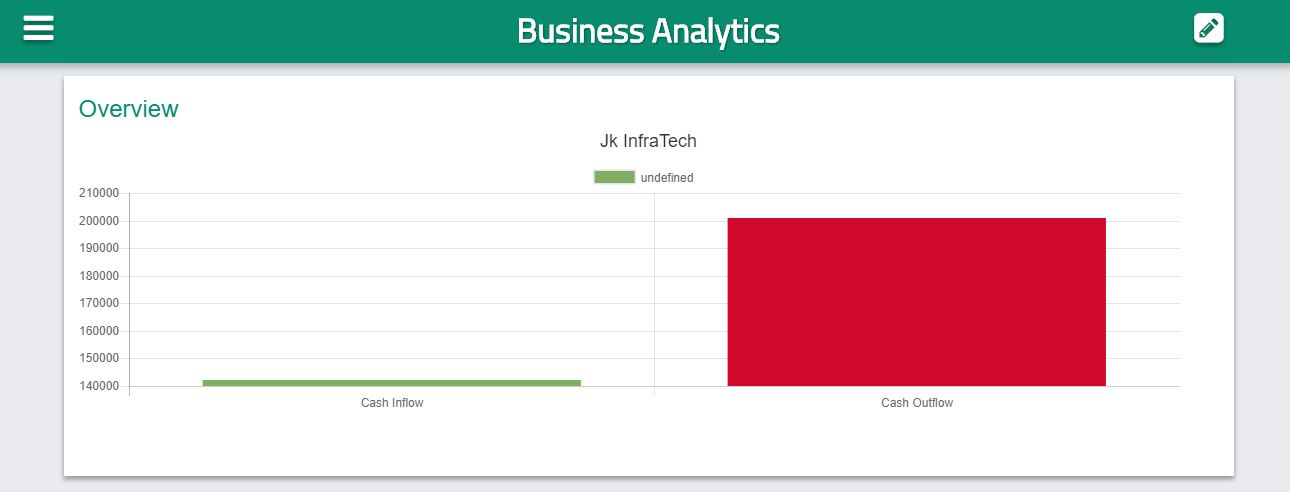 Business Analytics
Overview
Jk InfraTech
undefined
210000
200000
190000
180000
170000
160000
150000
140000
Cash Inflow
Cash Outflow